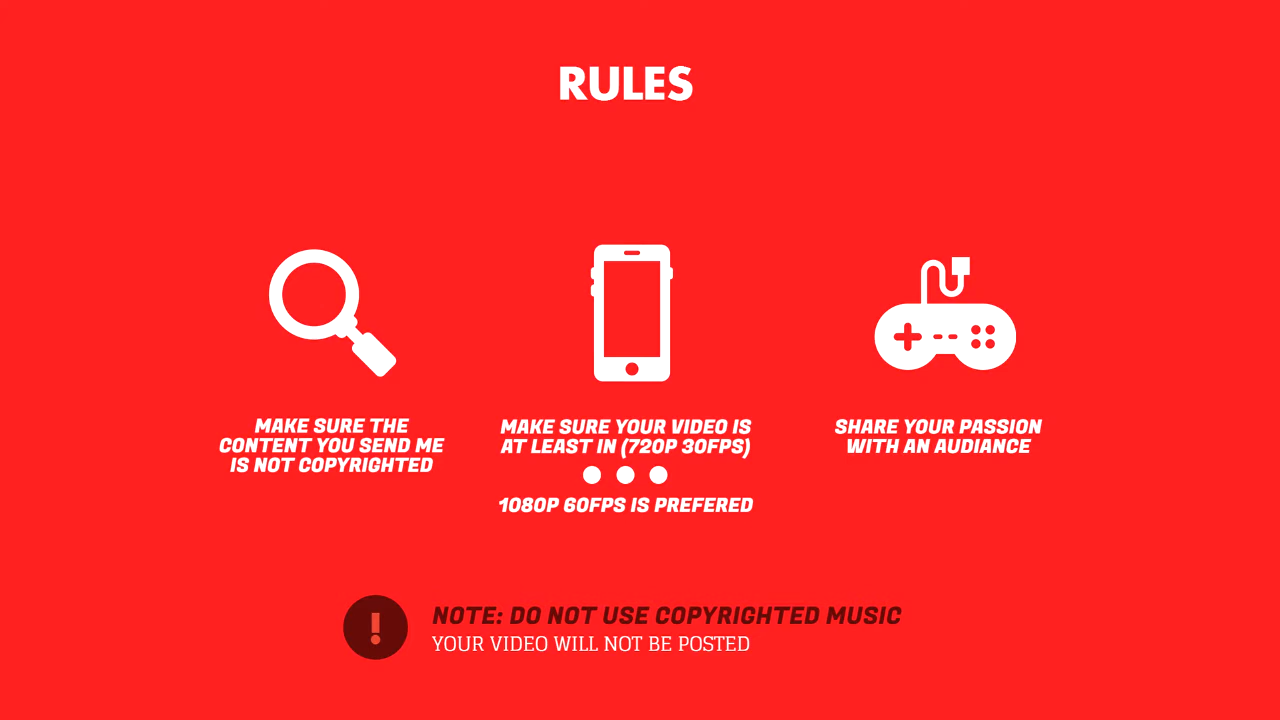 RULES
MAKE SURE THE
CONTENT YOU SEND ME
IS NOT COPYRIGHTED
MAKE SURE YOUR VIDEO IS
AT LEAST IN (720P 30FPS)
1080P 60FPS IS PREFERED
SHARE YOUR PASSION
WITH AN AUDIANCE
!
NOTE: DO NOT USE COPYRIGHTED MUSIC
YOUR VIDEO WILL NOT BE POSTED